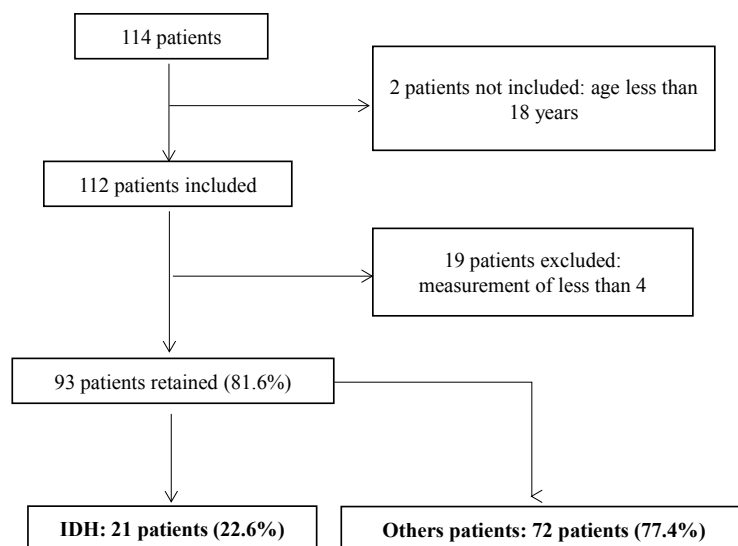 114 patients
2 patients not included: age less than
18 years
112 patients included
19 patients excluded:
measurement of less than 4
93 patients retained (81.6%)
IDH: 21 patients (22.6%)
Others patients: 72 patients (77.4%)